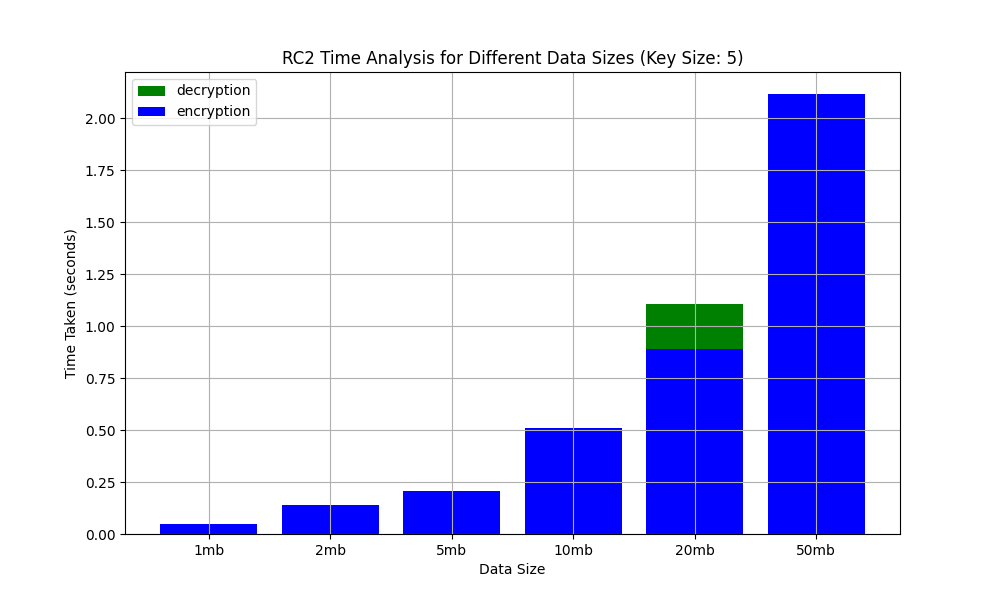 RC2 Time Analysis for Different Data Sizes (Key Size: 5)
decryption
encryption
2.00
1.75
1.50
1.25
1.00
0.75
0.50
0.25
0.00
Time Taken (seconds)
1mb 2mb 5mb 10mb 20mb 50mb
Data Size